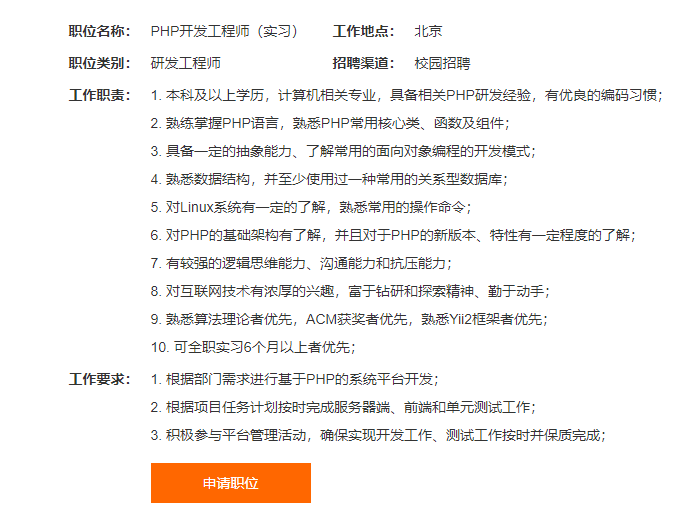 职位名称： PHP开发工程师（实习） 工作地点： 北京
职位类别： 研发工程师 招聘渠道： 校园招聘
工作职责： 1. 本科及以上学历，计算机相关专业，具备相关PHP研发经验，有优良的编码习惯；
2. 熟练掌握PHP语言，熟悉PHP常用核心类、函数及组件；
3. 具备一定的抽象能力、了解常用的面向对象编程的开发模式；
4. 熟悉数据结构，并至少使用过一种常用的关系型数据库；
5. 对Linux系统有一定的了解，熟悉常用的操作命令；
6. 对PHP的基础架构有了解，并且对于PHP的新版本、特性有一定程度的了解；
7. 有较强的逻辑思维能力、沟通能力和抗压能力；
8. 对互联网技术有浓厚的兴趣，富于钻研和探索精神、勤于动手；
9. 熟悉算法理论者优先，ACM获奖者优先，熟悉Yii2框架者优先；
10. 可全职实习6个月以上者优先；
工作要求： 1. 根据部门需求进行基于PHP的系统平台开发；
2. 根据项目任务计划按时完成服务器端、前端和单元测试工作；
3. 积极参与平台管理活动，确保实现开发工作、测试工作按时并保质完成；
申请职位